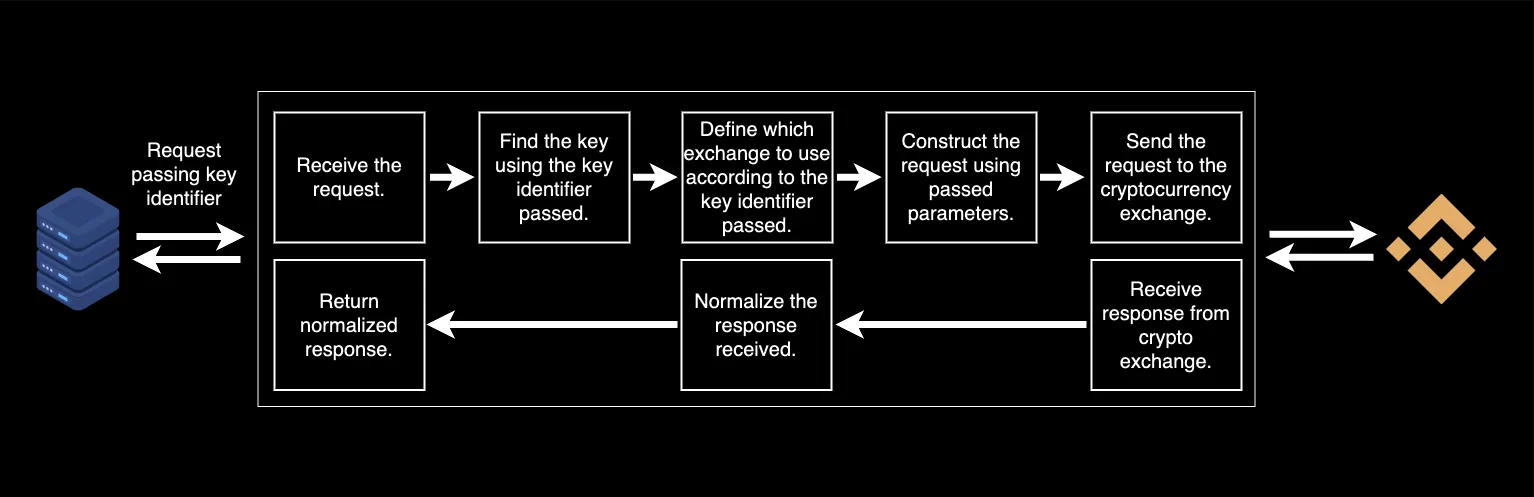 Request
passing key
identifier
Receive the
request.
Find the key
using the key
identifier
passed.
Define which
exchange to use
according to the
key identifier
passed.
Construct the
request using
passed
parameters.
Send the
request to the
cryptocurrency
exchange.
Return
normalized
response.
Normalize the
response
received.
Receive
response from
crypto
exchange.